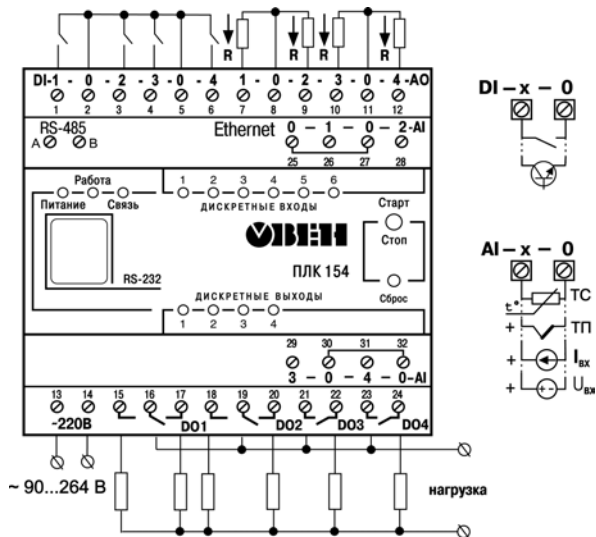 R R R R
DI-1 - 0 - 2 - 3 - 0 - 4 1 - 0 - 2 - 3 - 0 - 4 -AO
1 2 3 4 5 6 7 8 9 10 11 12
RS-485
A B
Ethernet 0 - 1 - 0 - 2 -AI
25 26 27 28
Работа
Питание Связь
1 2 3 4 5 6
ДИСКРЕТНЫЕ ВХОДЫ
Старт
Стоп
ОВЕН
ПЛК 154
RS-232
ДИСКРЕТНЫЕ ВЫХОДЫ
1 2 3 4
Сброс
29 30 31 32
3 - 0 - 4 - 0 -AI
13 14 15 16 17 18 19 20 21 22 23 24
~220В DO1 DO2 DO3 DO4
~ 90...264 В
нагрузка
DI – x – 0
AI – x – 0
t° ТС
+ ТП
+ Iвх
+ Uвж